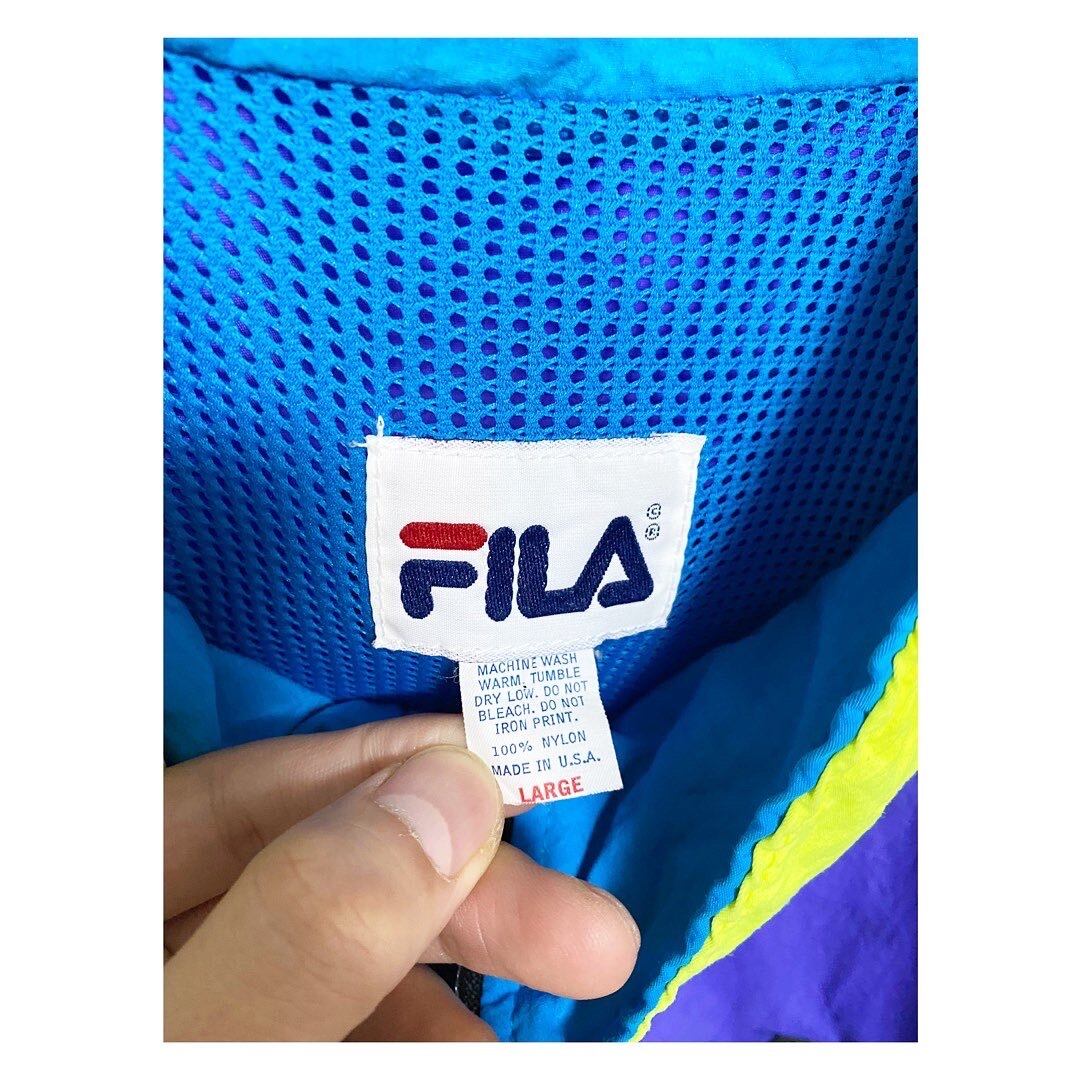 FILA
©
®
MACHINE WASH
WARM. TUMBLE
DRY LOW. DO NOT
BLEACH. DO NOT
IRON PRINT.
100% NYLON
MADE IN U.S.A.
LARGE